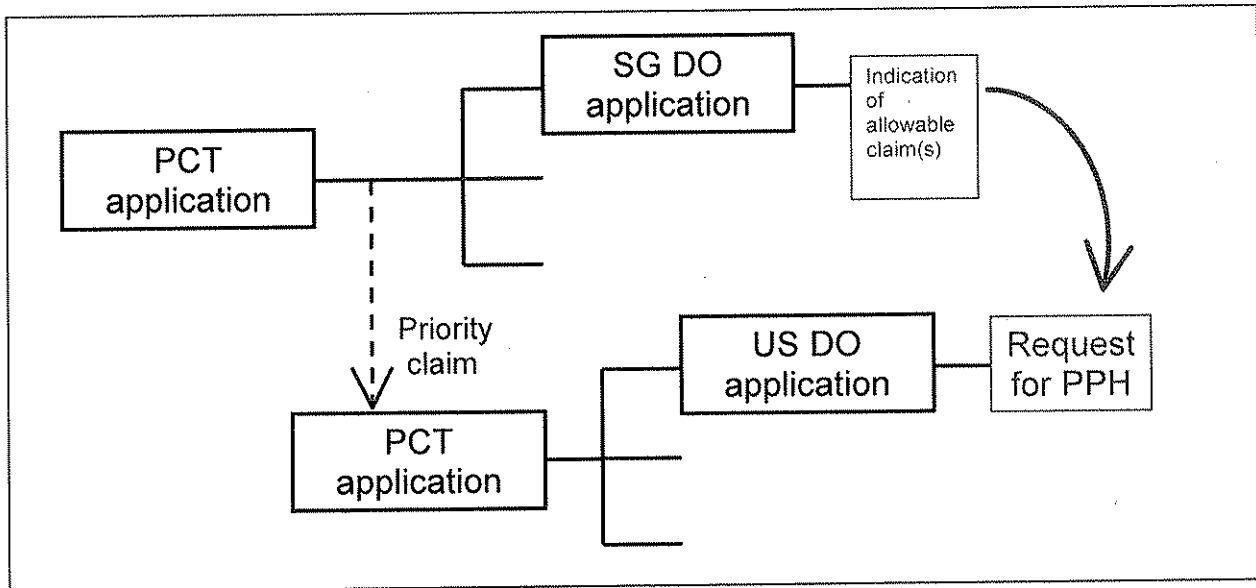 SG DO
application
Indication
of
allowable
claim(s)
PCT
application
Priority
claim
US DO
application
Request
for PPH
PCT
application